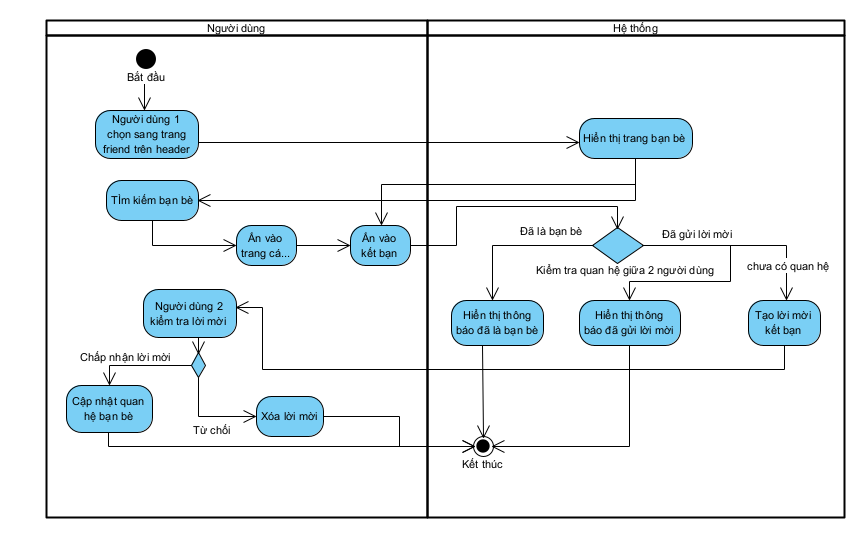 Người dùng
Hệ thống
Bắt đầu
Người dùng 1
chọn sang trang
friend trên header
Hiển thị trang bạn bè
TÌm kiếm bạn bè
Ấn vào
trang cá...
Ấn vào
kết bạn
Đã là bạn bè
Đã gửi lời mời
Kiểm tra quan hệ giữa 2 người dùng
chưa có quan hệ
Người dùng 2
kiểm tra lời mời
Hiển thị thông
báo đã là bạn bè
Hiển thị thông
báo đã gửi lời mời
Tạo lời mời
kết bạn
Chấp nhận lời mời
Cập nhật quan
hệ bạn bè
Từ chối
Xóa lời mời
Kết thúc